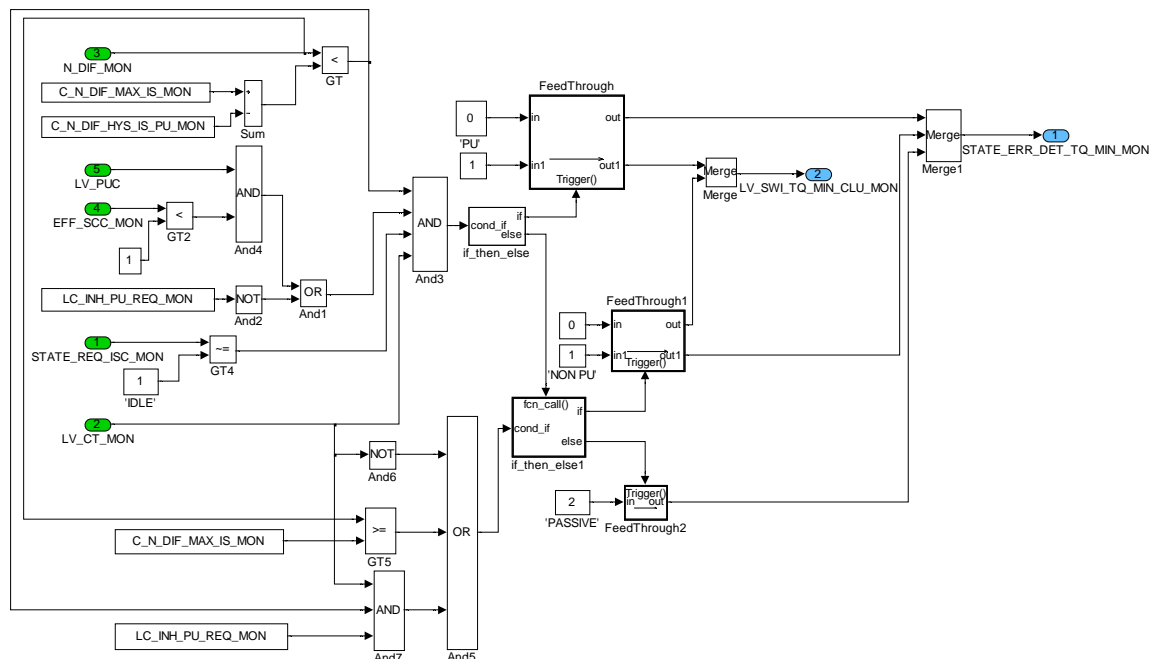 3
N_DIF_MON
<
GT
C_N_DIF_MAX_IS_MON
C_N_DIF_HYS_IS_PU_MON
+
-
Sum
5
LV_PUC
4
EFF_SCC_MON
<
GT2
1
AND
And4
LC_INH_PU_REQ_MON
NOT
And2
OR
And1
1
STATE_REQ_ISC_MON
1
'IDLE'
~=
GT4
2
LV_CT_MON
AND
And3
cond_if
if
else
if_then_else
0
'PU'
1
FeedThrough
in
out
in1
out1
Trigger()
Merge
Merge
2
LV_SWI_TQ_MIN_CLU_MON
Merge
Merge1
1
STATE_ERR_DET_TQ_MIN_MON
FeedThrough1
0
1
'NON PU'
in
out
in1
out1
Trigger()
fcn_call()
cond_if
if
else
if_then_else1
2
'PASSIVE'
Trigger()
in
out
FeedThrough2
NOT
And6
C_N_DIF_MAX_IS_MON
>=
GT5
OR
And5
AND
And7
LC_INH_PU_REQ_MON